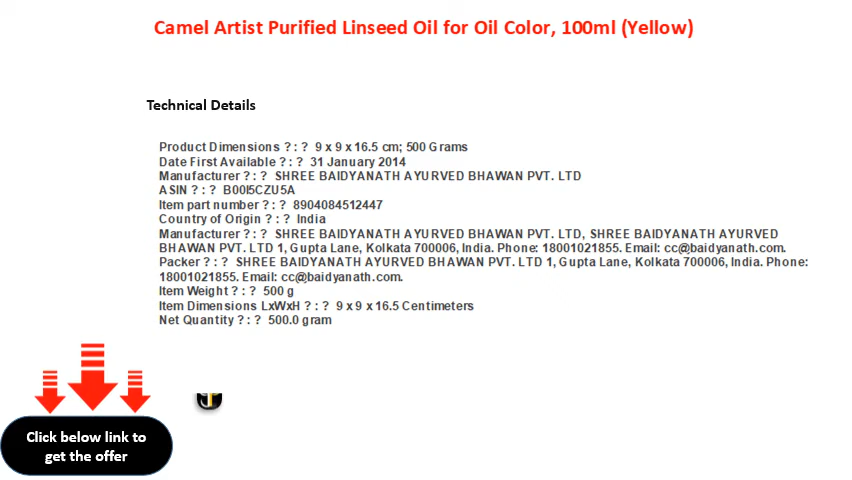 Camel Artist Purified Linseed Oil for Oil Color, 100ml (Yellow)
Technical Details
Product Dimensions ? : ? 9 x 9 x 16.5 cm; 500 Grams
Date First Available ? : ? 31 January 2014
Manufacturer ? : ? SHREE BAIDYANATH AYURVED BHAWAN PVT. LTD
ASIN ? : ? B00I5CZU5A
Item part number ? : ? 8904084512447
Country of Origin ? : ? India
Manufacturer ? : ? SHREE BAIDYANATH AYURVED BHAWAN PVT. LTD, SHREE BAIDYANATH AYURVED
BHAWAN PVT. LTD 1, Gupta Lane, Kolkata 700006, India. Phone: 18001021855. Email: cc@baidyanath.com.
Packer ? : ? SHREE BAIDYANATH AYURVED BHAWAN PVT. LTD 1, Gupta Lane, Kolkata 700006, India. Phone:
18001021855. Email: cc@baidyanath.com.
Item Weight ? : ? 500 g
Item Dimensions LxWxH ? : ? 9 x 9 x 16.5 Centimeters
Net Quantity ? : ? 500.0 gram
Click below link to
get the offer